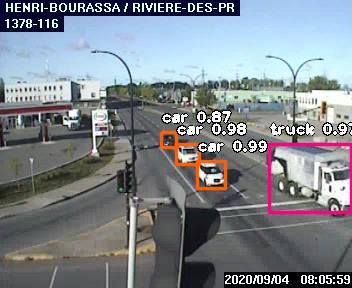 HENRI-BOURASSA / RIVIERE-DES-PR
1378-116
car 0.87
car 0.98
car 0.99
truck 0.97
2020/09/04 08:05:59